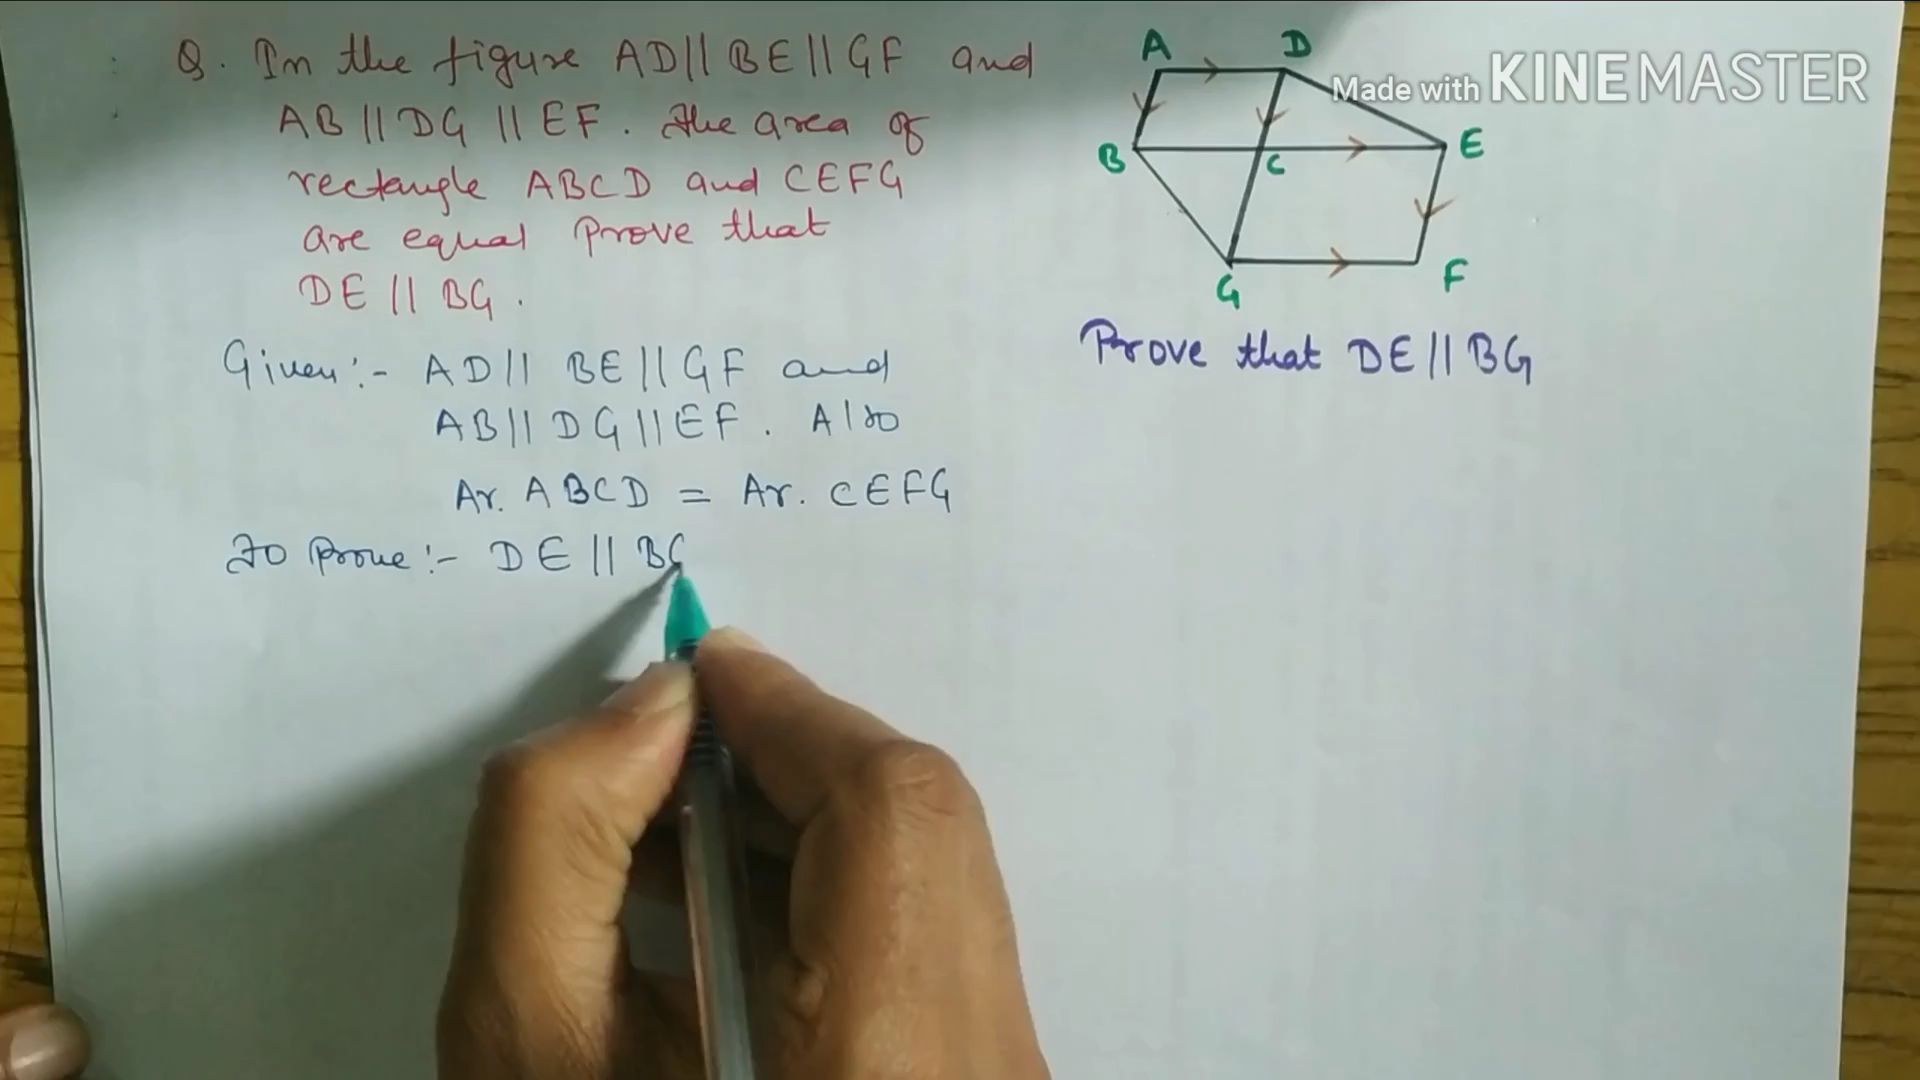 Q. In the figure AD||BE||GF and
AB||DG||EF. The area of
rectangle ABCD and CEFG
are equal Prove that
DE||BG.
Given:- AD||BE||GF and
AB||DG||EF. Also
Ar. ABCD = Ar. CEFG
To Prove:- DE||BG
A D
B C E
G F
Prove that DE||BG
Made with KINEMASTER